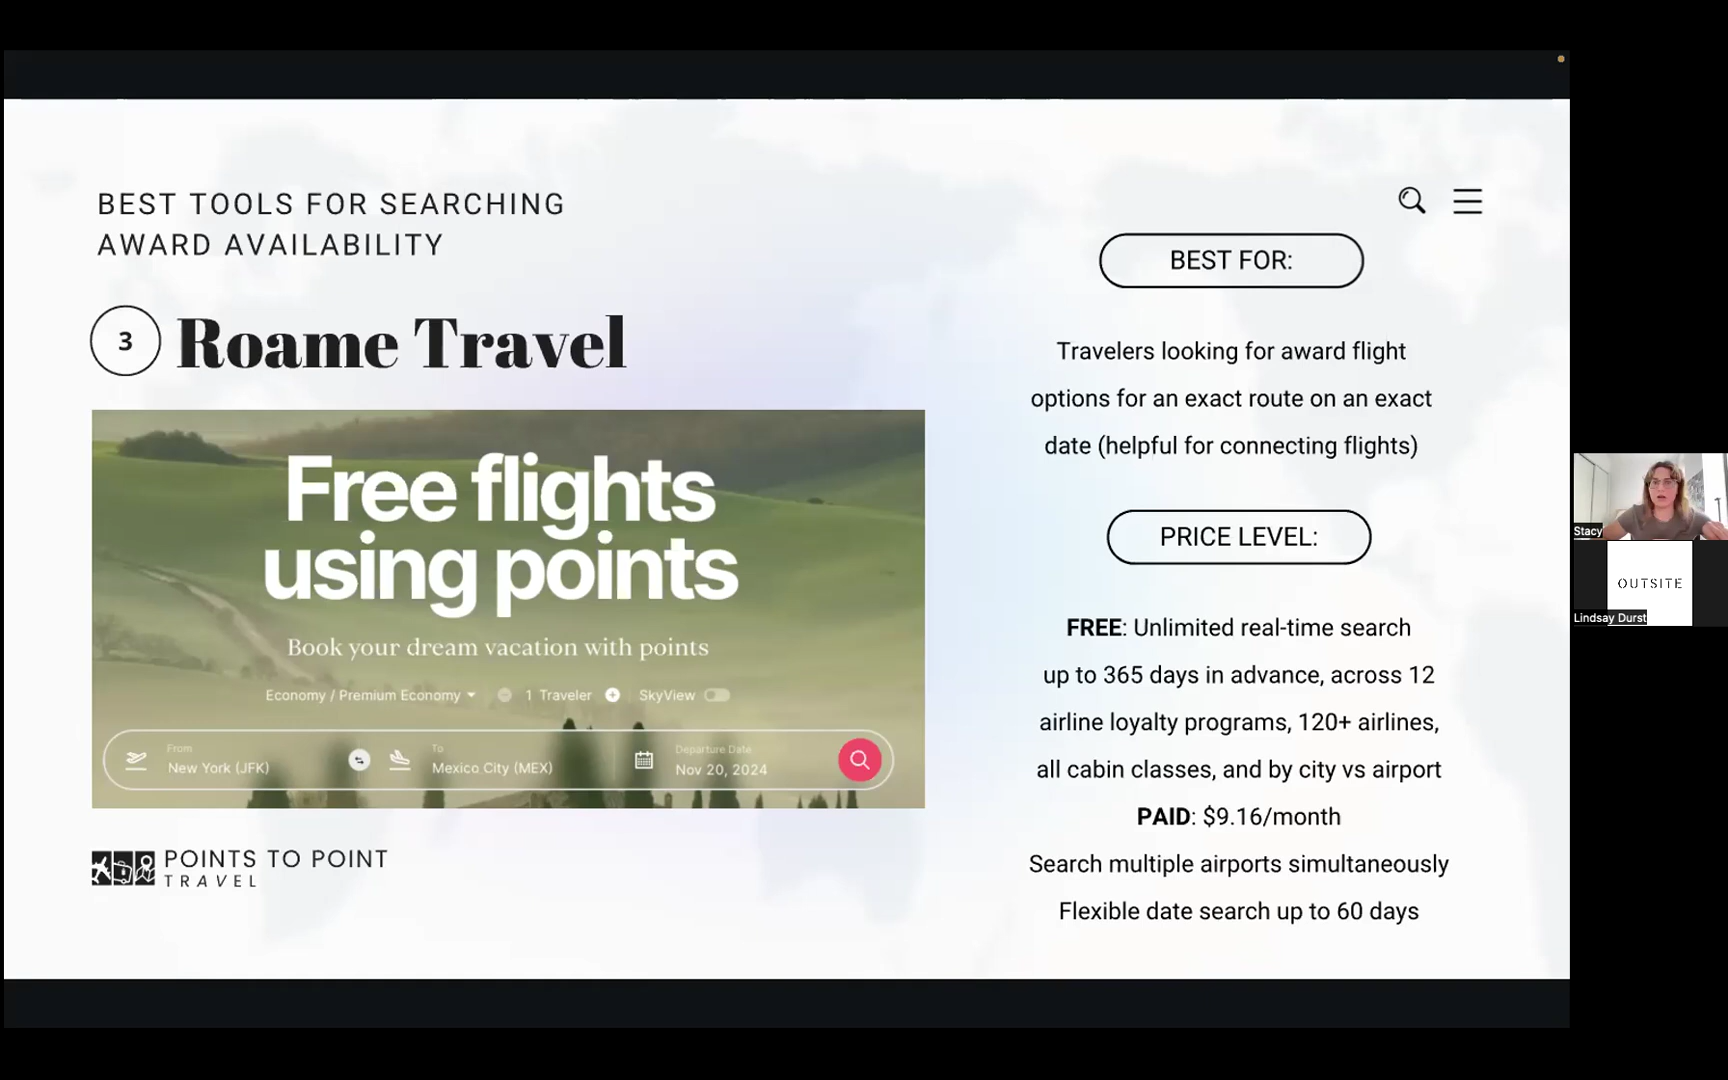 BEST TOOLS FOR SEARCHING
AWARD AVAILABILITY
3
Roame Travel
Free flights
using points
Book your dream vacation with points
Economy / Premium Economy
1 Traveler
SkyView
From
New York (JFK)
To
Mexico City (MEX)
Departure Date
Nov 20, 2024
POINTS TO POINT
TRAVEL
BEST FOR:
Travelers looking for award flight
options for an exact route on an exact
date (helpful for connecting flights)
PRICE LEVEL:
FREE: Unlimited real-time search
up to 365 days in advance, across 12
airline loyalty programs, 120+ airlines,
all cabin classes, and by city vs airport
PAID: $9.16/month
Search multiple airports simultaneously
Flexible date search up to 60 days
Stacy
OUTSITE
Lindsay Durst